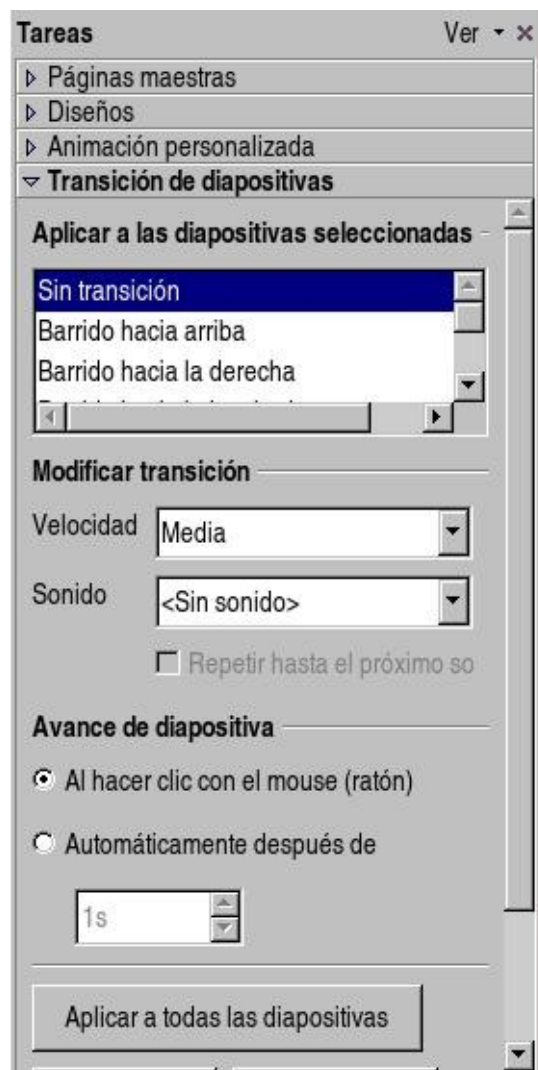 Tareas Ver
Páginas maestras
Diseños
Animación personalizada
Transición de diapositivas
Aplicar a las diapositivas seleccionadas
Sin transición
Barrido hacia arriba
Barrido hacia la derecha
Modificar transición
Velocidad Media
Sonido <Sin sonido>
Repetir hasta el próximo so
Avance de diapositiva
Al hacer clic con el mouse (ratón)
Automáticamente después de
1s
Aplicar a todas las diapositivas